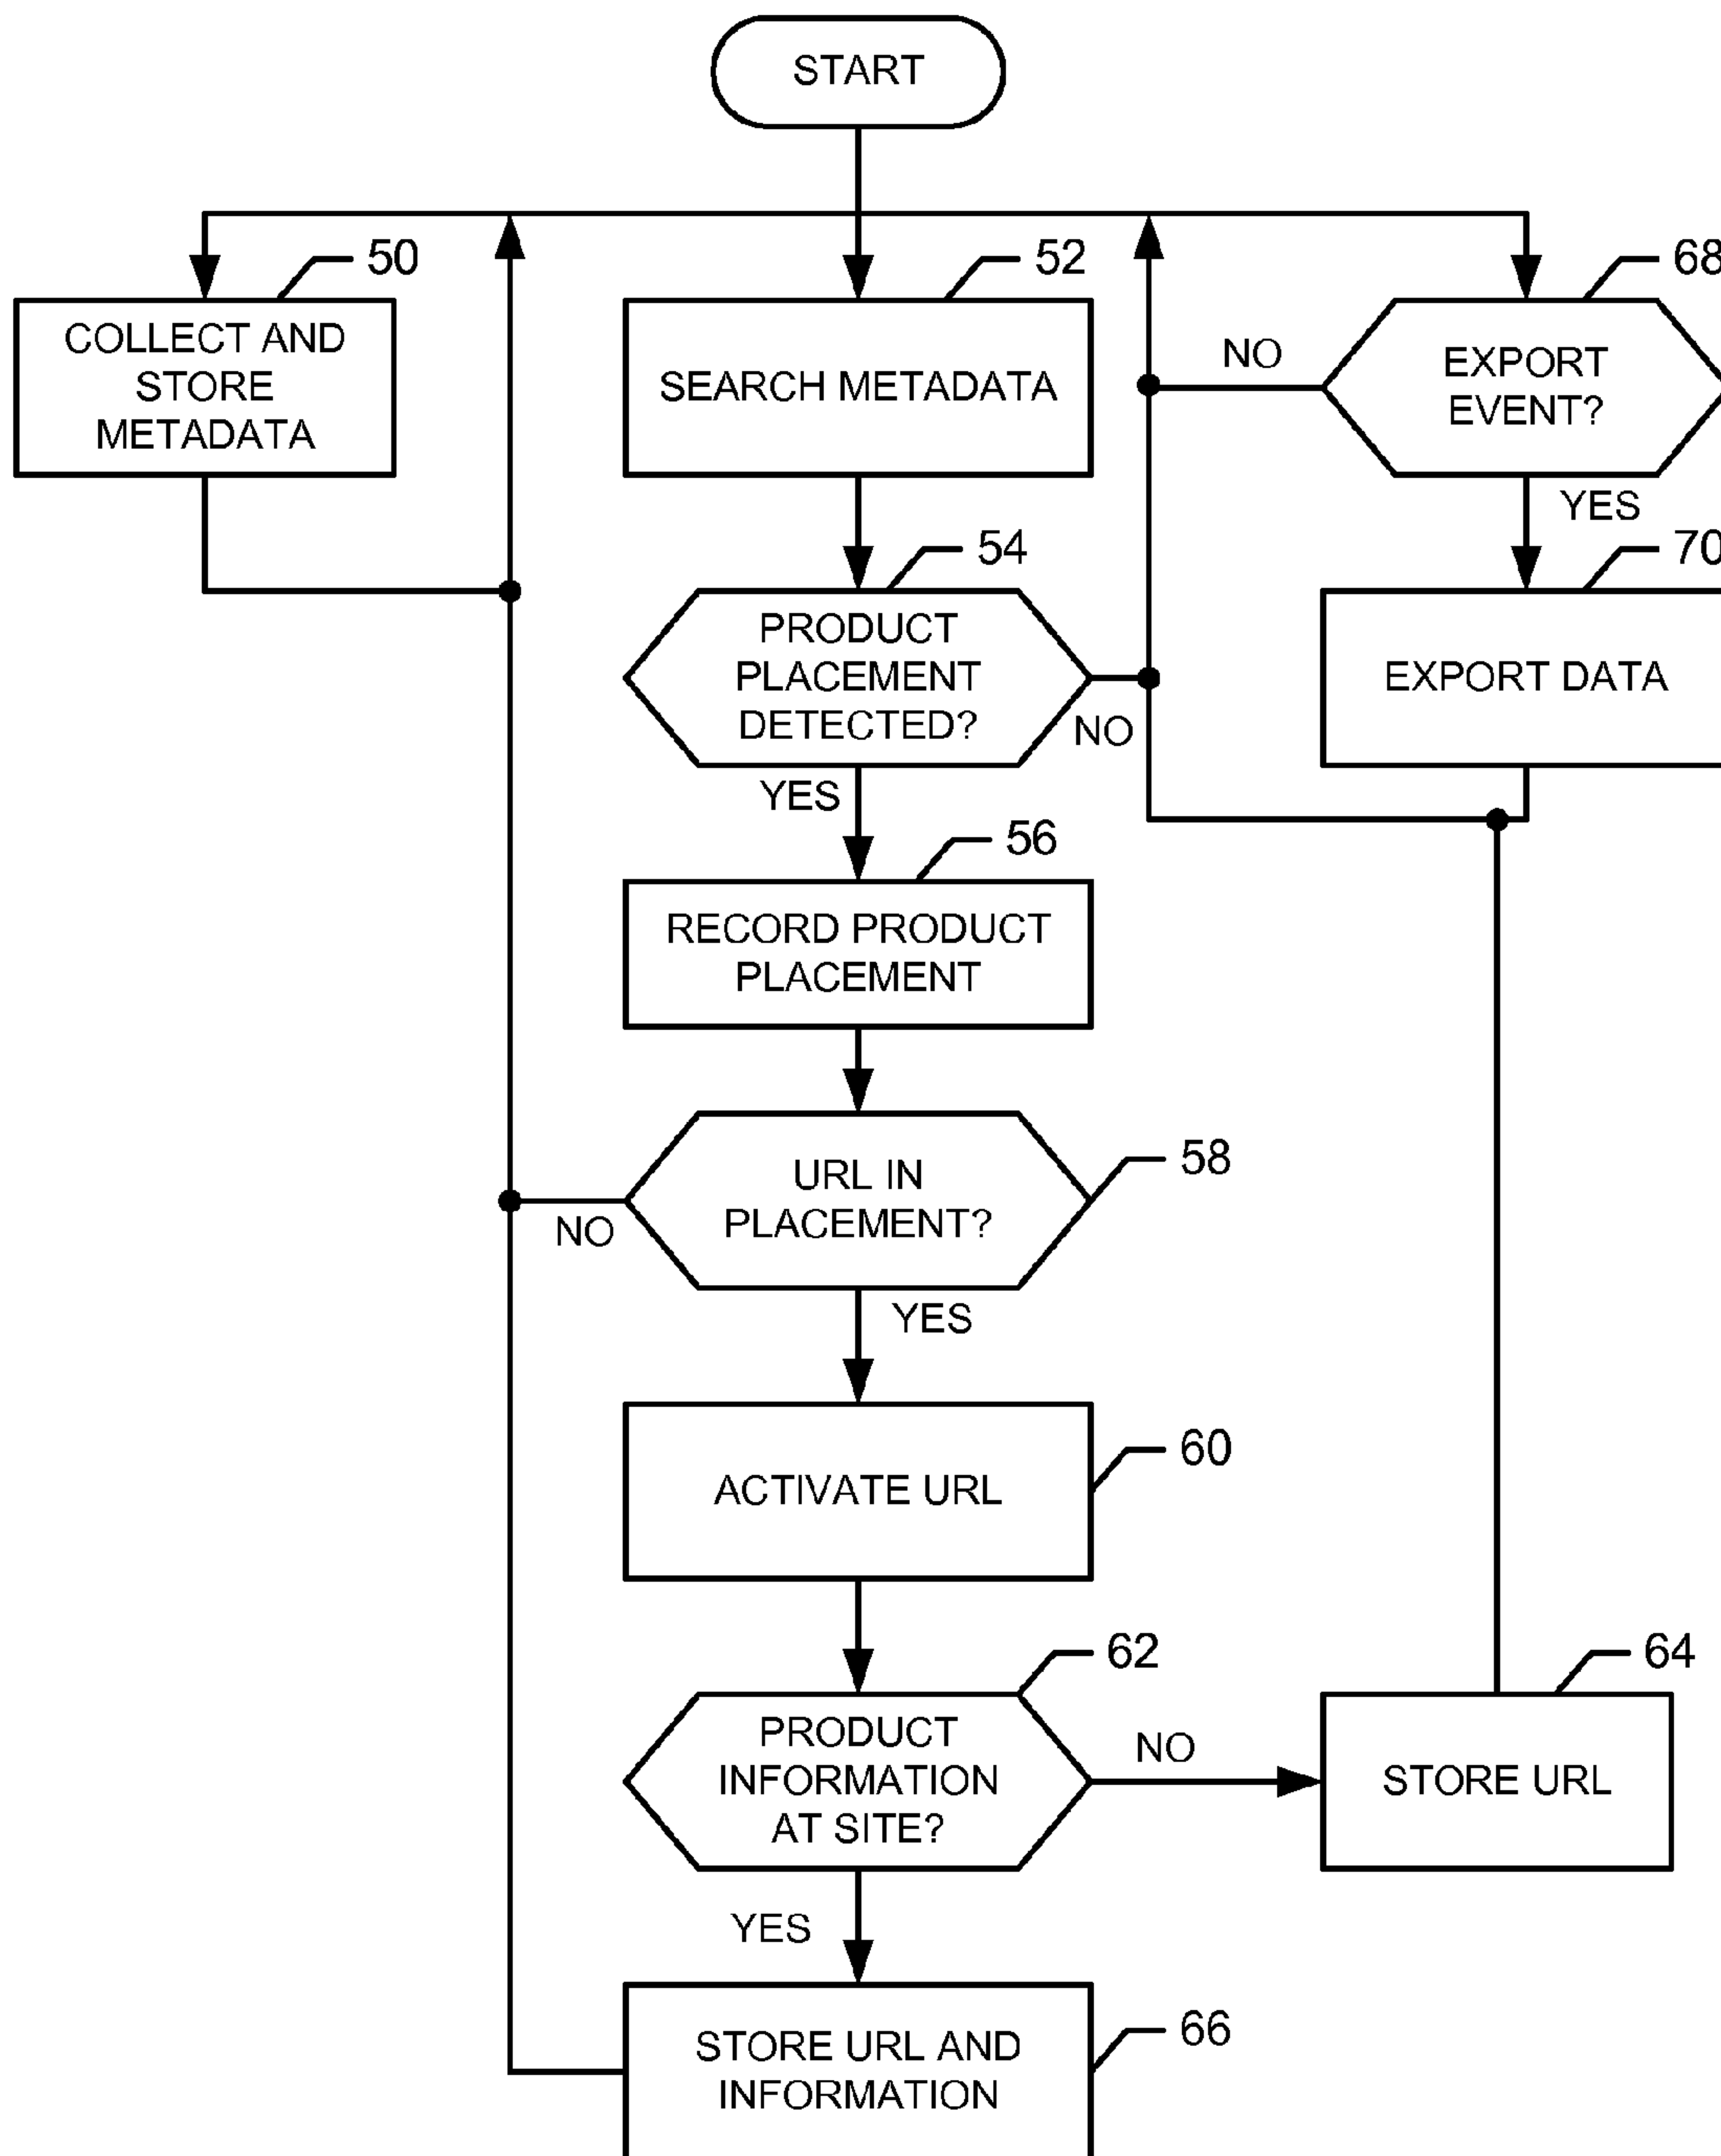 START
50
52
68
COLLECT AND
STORE
METADATA
SEARCH METADATA
NO
EXPORT
EVENT?
YES
54
70
PRODUCT
PLACEMENT
DETECTED?
NO
EXPORT DATA
YES
56
RECORD PRODUCT
PLACEMENT
58
URL IN
PLACEMENT?
NO
YES
60
ACTIVATE URL
62
64
PRODUCT
INFORMATION
AT SITE?
NO
STORE URL
YES
66
STORE URL AND
INFORMATION